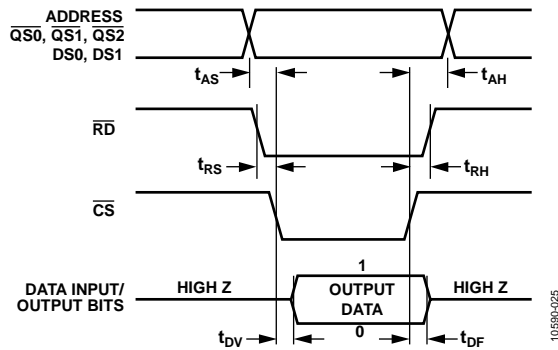 ADDRESS
QS0, QS1, QS2
DS0, DS1
tAS
tAH
RD
tRS
tRH
CS
DATA INPUT/
OUTPUT BITS
HIGH Z
1
OUTPUT
DATA
0
HIGH Z
tDV
tDF
10590-025